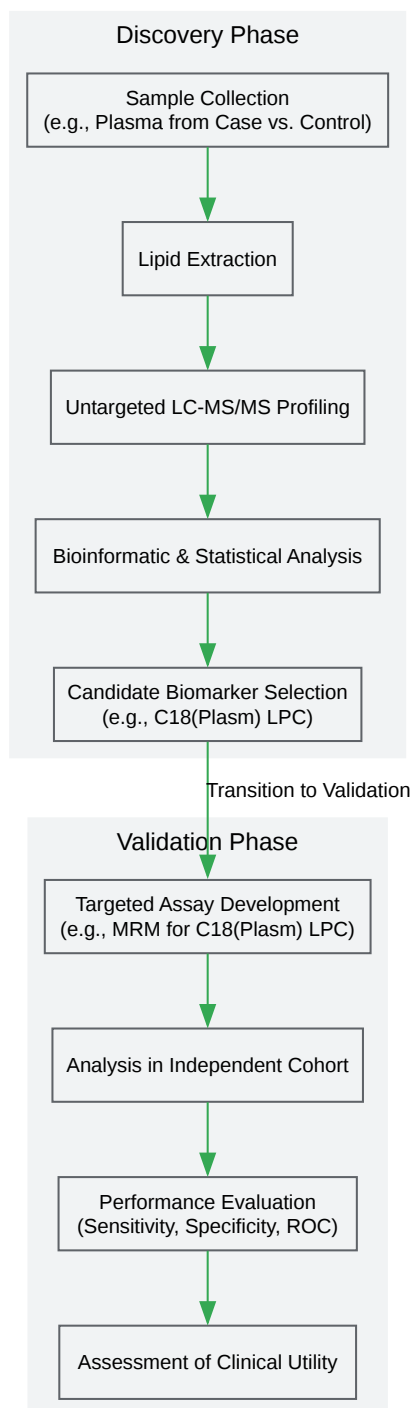 Discovery Phase
Sample Collection
(e.g., Plasma from Case vs. Control)
Lipid Extraction
Untargeted LC-MS/MS Profiling
Bioinformatic & Statistical Analysis
Candidate Biomarker Selection
(e.g., C18(Plasm) LPC)
Transition to Validation
Validation Phase
Targeted Assay Development
(e.g., MRM for C18(Plasm) LPC)
Analysis in Independent Cohort
Performance Evaluation
(Sensitivity, Specificity, ROC)
Assessment of Clinical Utility